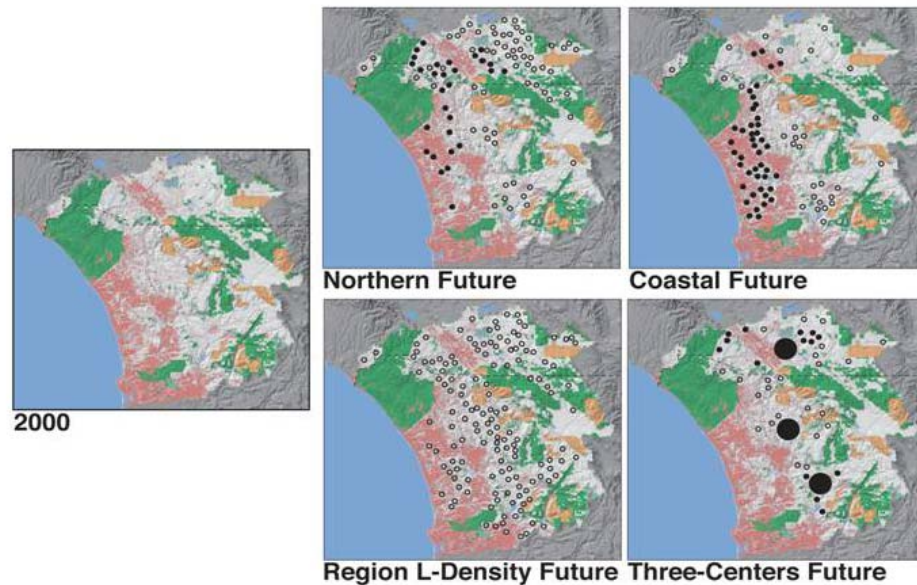 Northern Future
Coastal Future
2000
Region L-Density Future
Three-Centers Future